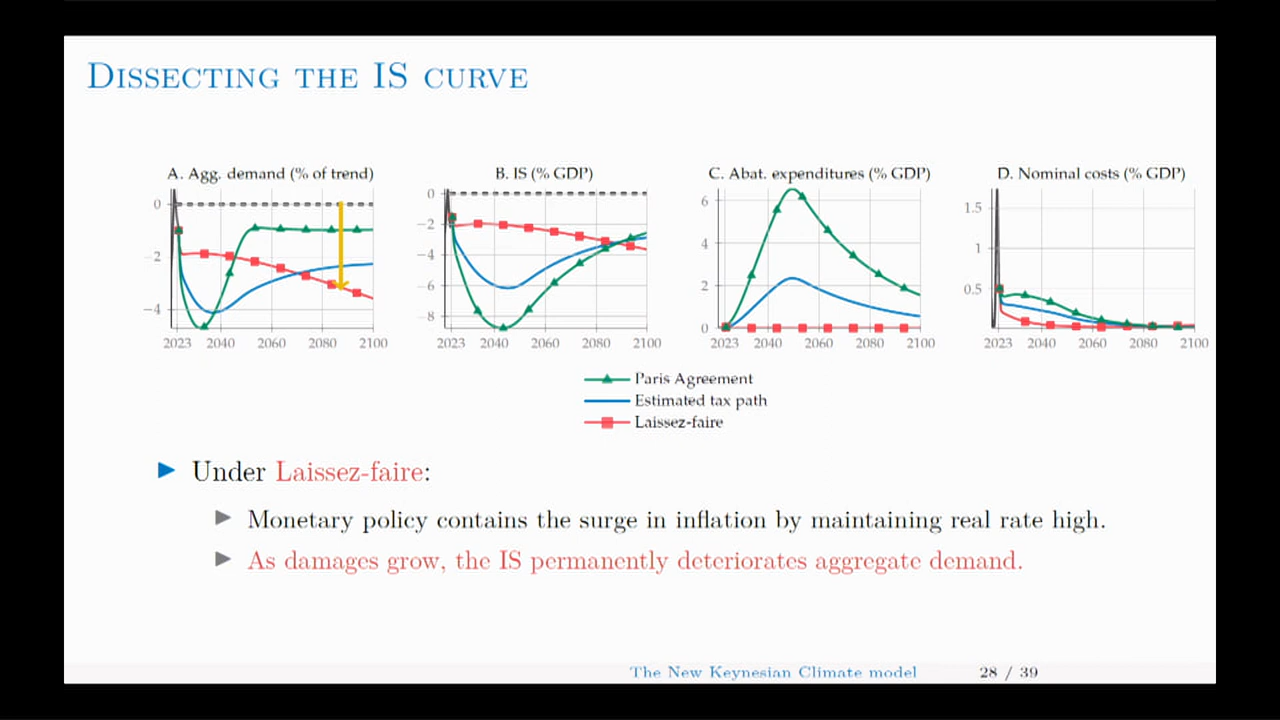 DISSECTING THE IS CURVE
A. Agg. demand (% of trend)
0
−2
−4
2023 2040 2060 2080 2100
B. IS (% GDP)
0
−2
−4
−6
−8
2023 2040 2060 2080 2100
C. Abat. expenditures (% GDP)
6
4
2
0
2023 2040 2060 2080 2100
D. Nominal costs (% GDP)
1.5
1
0.5
2023 2040 2060 2080 2100
Paris Agreement
Estimated tax path
Laissez-faire
Under Laissez-faire:
Monetary policy contains the surge in inflation by maintaining real rate high.
As damages grow, the IS permanently deteriorates aggregate demand.
The New Keynesian Climate model 28 / 39